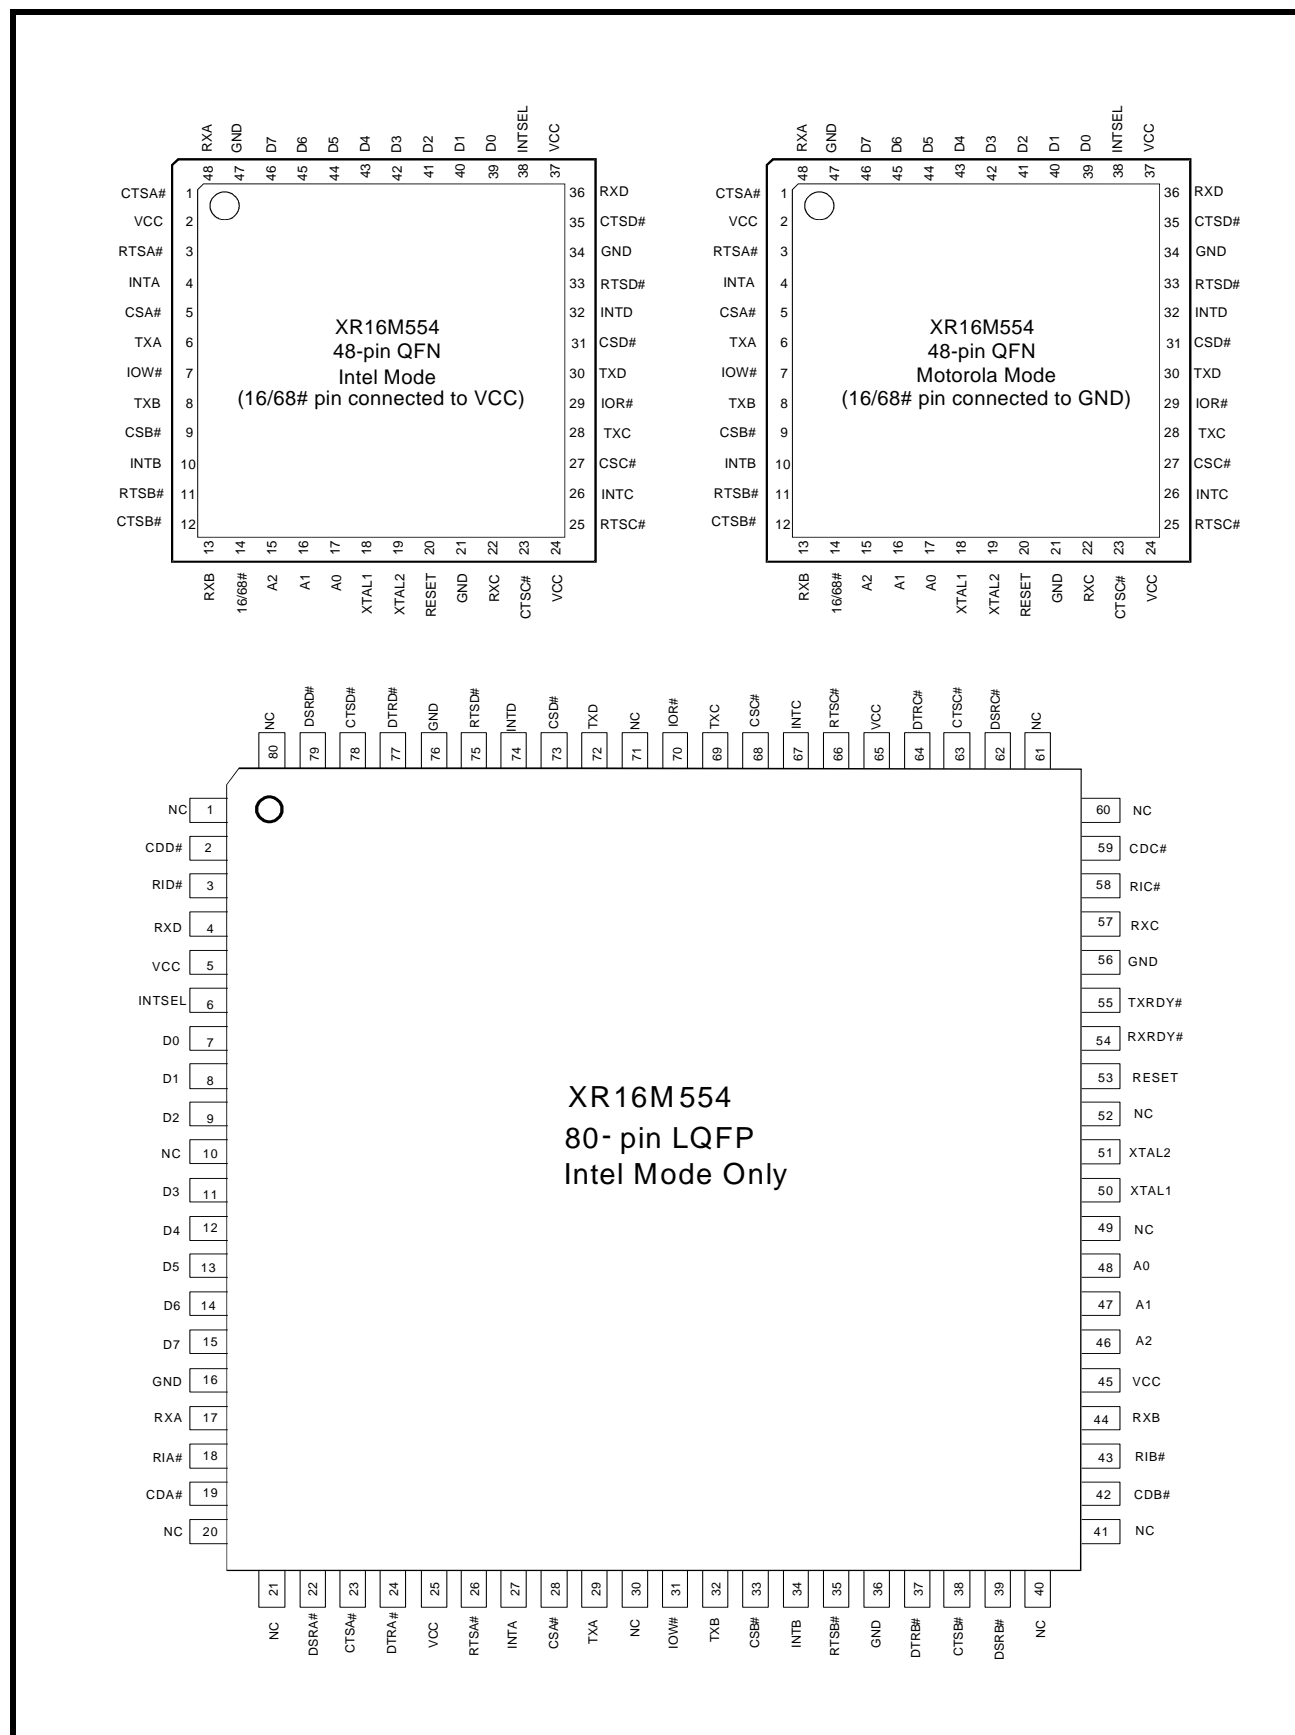 RXA GND D7 D6 D5 D4 D3 D2 D1 D0 INTSEL VCC
48 47 46 45 44 43 42 41 40 39 38 37
CTSA# 1 36 RXD
VCC 2 35 CTSD#
RTSA# 3 34 GND
INTA 4 33 RTSD#
CSA# 5 32 INTD
TXA 6 31 CSD#
IOW# 7 30 TXD
TXB 8 29 IOR#
CSB# 9 28 TXC
INTB 10 27 CSC#
RTSB# 11 26 INTC
CTSB# 12 25 RTSC#
XR16M554
48-pin QFN
Intel Mode
(16/68# pin connected to VCC)
13 14 15 16 17 18 19 20 21 22 23 24
RXB 16/68# A2 A1 A0 XTAL1 XTAL2 RESET GND RXC CTSC# VCC
RXA GND D7 D6 D5 D4 D3 D2 D1 D0 INTSEL VCC
48 47 46 45 44 43 42 41 40 39 38 37
CTSA# 1 36 RXD
VCC 2 35 CTSD#
RTSA# 3 34 GND
INTA 4 33 RTSD#
CSA# 5 32 INTD
TXA 6 31 CSD#
IOW# 7 30 TXD
TXB 8 29 IOR#
CSB# 9 28 TXC
INTB 10 27 CSC#
RTSB# 11 26 INTC
CTSB# 12 25 RTSC#
XR16M554
48-pin QFN
Motorola Mode
(16/68# pin connected to GND)
13 14 15 16 17 18 19 20 21 22 23 24
RXB 16/68# A2 A1 A0 XTAL1 XTAL2 RESET GND RXC CTSC# VCC
NC DSRD# CTSD# DTRD# GND RTSD# INTD CSD# TXD NC IOR# TXC CSC# INTC RTSC# VCC DTRC# CTSC# DSRC# NC
80 79 78 77 76 75 74 73 72 71 70 69 68 67 66 65 64 63 62 61
NC 1 60 NC
CDD# 2 59 CDC#
RID# 3 58 RIC#
RXD 4 57 RXC
VCC 5 56 GND
INTSEL 6 55 TXRDY#
D0 7 54 RXRDY#
D1 8 53 RESET
D2 9 52 NC
NC 10 51 XTAL2
D3 11 50 XTAL1
D4 12 49 NC
D5 13 48 A0
D6 14 47 A1
D7 15 46 A2
GND 16 45 VCC
RXA 17 44 RXB
RIA# 18 43 RIB#
CDA# 19 42 CDB#
NC 20 41 NC
XR16M554
80-pin LQFP
Intel Mode Only
21 22 23 24 25 26 27 28 29 30 31 32 33 34 35 36 37 38 39 40
NC DSRA# CTSA# DTRA# VCC RTSA# INTA CSA# TXA NC IOW# TXB CSB# INTB RTSB# GND DTRB# CTSB# DSRB# NC